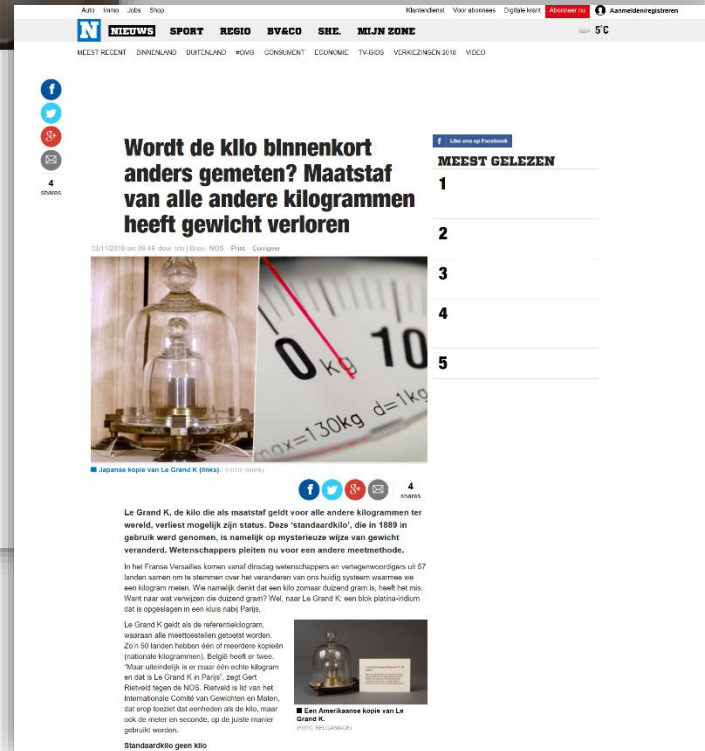 Auto Immo Jobs Shop
Klantendienst Voor abonnees Digitale krant Abonneer nu Aanmelden/registreren
N NIEUWS SPORT REGIO BV&CO SHE. MIJN ZONE 5°C
MEEST RECENT BINNENLAND BUITENLAND #OMG CONSUMENT ECONOMIE TV-GIDS VERKIEZINGEN 2018 VIDEO
4
shares
Wordt de kilo binnenkort
anders gemeten? Maatstaf
van alle andere kilogrammen
heeft gewicht verloren
13/11/2018 om 09:49 door | Bron: NOS - Print - Corrigeer
0 kg 10
max=130kg d=1kg
Japanse kopie van Le Grand K (links).
4
shares
Le Grand K, de kilo die als maatstaf geldt voor alle andere kilogrammen ter
wereld, verliest mogelijk zijn status. Deze ‘standaardkilo’, die in 1889 in
gebruik werd genomen, is namelijk op mysterieuze wijze van gewicht
veranderd. Wetenschappers pleiten nu voor een andere meetmethode.
In het Franse Versailles komen vanaf dinsdag wetenschappers en vertegenwoordigers uit 57
landen samen om te stemmen over het veranderen van ons huidig systeem waarmee we
een kilogram meten. Wie namelijk denkt dat een kilo zomaar duizend gram is, heeft het mis.
Want naar wat verwijzen die duizend gram? Wel, naar Le Grand K: een blok platina-iridium
dat is opgeslagen in een kluis nabij Parijs.
Le Grand K geldt als de referentiekilogram,
waaraan alle meettoestellen getoetst worden.
Zo’n 50 landen hebben één of meerdere kopieën
(nationale kilogrammen). België heeft er twee.
“Maar uiteindelijk is er maar één echte kilogram
en dat is Le Grand K in Parijs”, zegt Gert
Rietveld tegen de NOS. Rietveld is lid van het
Internationale Comité van Gewichten en Maten,
dat erop toeziet dat eenheden als de kilo, maar
ook de meter en seconde, op de juiste manier
gebruikt worden.
Een Amerikaanse kopie van Le
Grand K.
(FOTO: BELGAIMAGE)
Standaardkilo geen kilo
Like ons op Facebook
MEEST GELEZEN
1
2
3
4
5